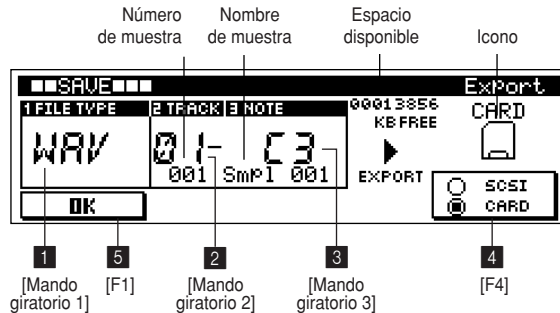 Número de muestra
Nombre de muestra
Espacio disponible
Icono
SAVE
Export
1 FILE TYPE
2 TRACK
3 NOTE
00013856
KB FREE
CARD
WAV
01-
C3
001
Smpl 001
EXPORT
OK
SCSI
CARD
1
5
2
3
4
[Mando giratorio 1]
[F1]
[Mando giratorio 2]
[Mando giratorio 3]
[F4]